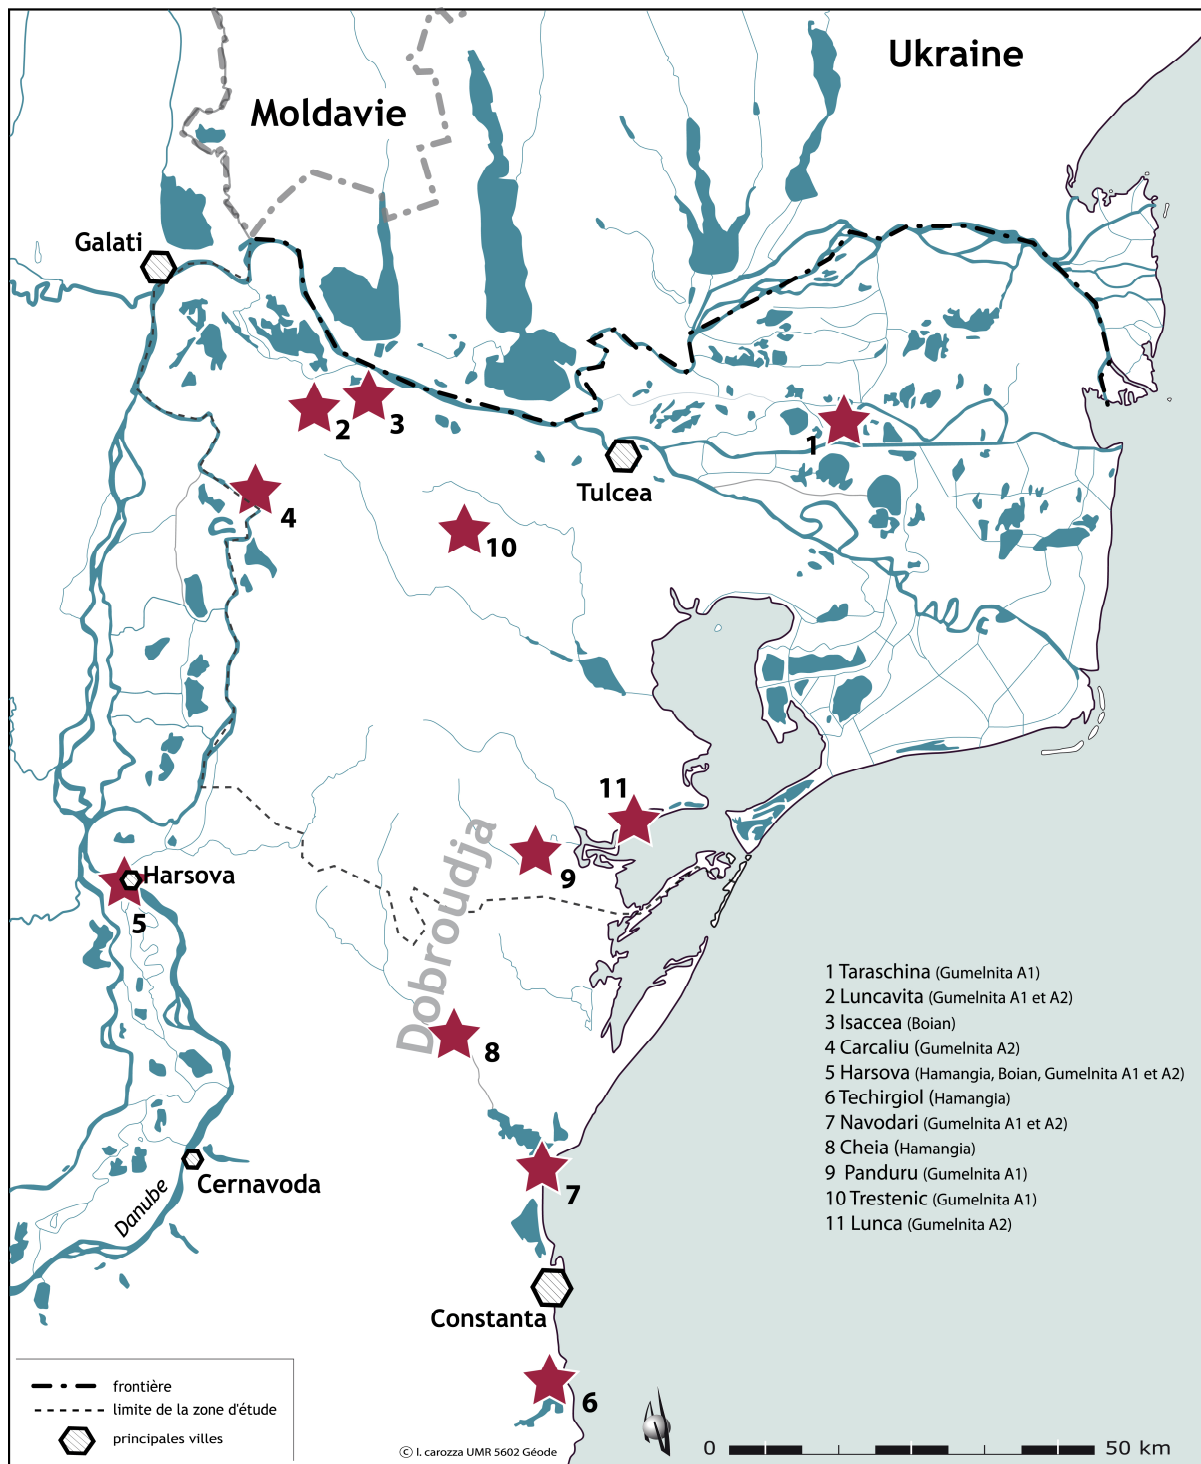 Ukraine
Moldavie
Galati
2
3
1
Tulcea
4
10
11
Dobroudja
9
Harsova
5
8
1 Taraschina (Gumelnita A1)
2 Luncavita (Gumelnita A1 et A2)
3 Isaccea (Boian)
4 Carcaliu (Gumelnita A2)
5 Harsova (Hamangia, Boian, Gumelnita A1 et A2)
6 Techirgiol (Hamangia)
7 Navodari (Gumelnita A1 et A2)
8 Cheia (Hamangia)
9 Panduru (Gumelnita A1)
10 Trestenic (Gumelnita A1)
11 Lunca (Gumelnita A2)
Cernavoda
Danube
7
Constanta
6
frontière
limite de la zone d'étude
principales villes
© l. carozza UMR 5602 Géode
0 50 km